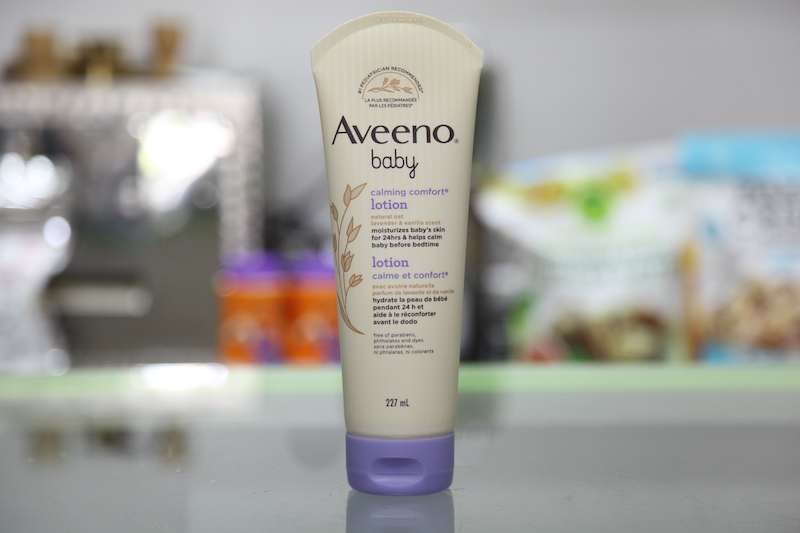 #1 PEDIATRICIAN RECOMMENDED*
LA PLUS RECOMMANDÉE
PAR LES PÉDIATRES*
Aveeno®
baby
calming comfort®
lotion
natural oat
lavender & vanilla scent
moisturizes baby's skin
for 24hrs & helps calm
baby before bedtime
lotion
calme et confort®
avec avoine naturelle
parfum de lavande et de vanille
hydrate la peau de bébé
pendant 24 h et
aide à le réconforter
avant le dodo
free of parabens,
phthalates and dyes
sans parabènes,
ni phtalates, ni colorants
227 mL